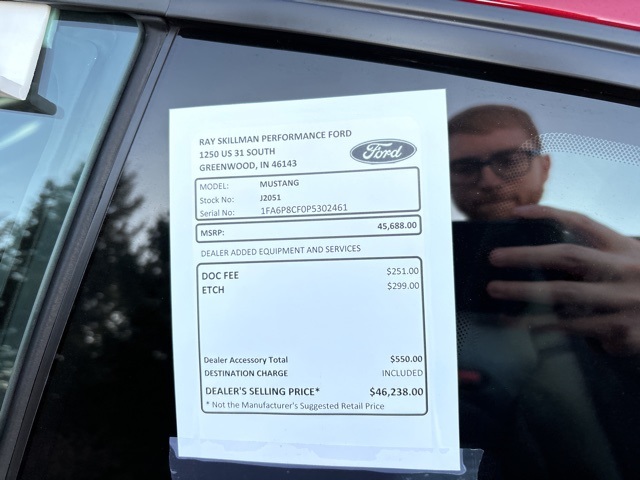 RAY SKILLMAN PERFORMANCE FORD
1250 US 31 SOUTH
GREENWOOD, IN 46143
Ford
MODEL: MUSTANG
Stock No: J2051
Serial No: 1FA6P8CF0P5302461
MSRP: 45,688.00
DEALER ADDED EQUIPMENT AND SERVICES
DOC FEE $251.00
ETCH $299.00
Dealer Accessory Total $550.00
DESTINATION CHARGE INCLUDED
DEALER'S SELLING PRICE* $46,238.00
* Not the Manufacturer's Suggested Retail Price